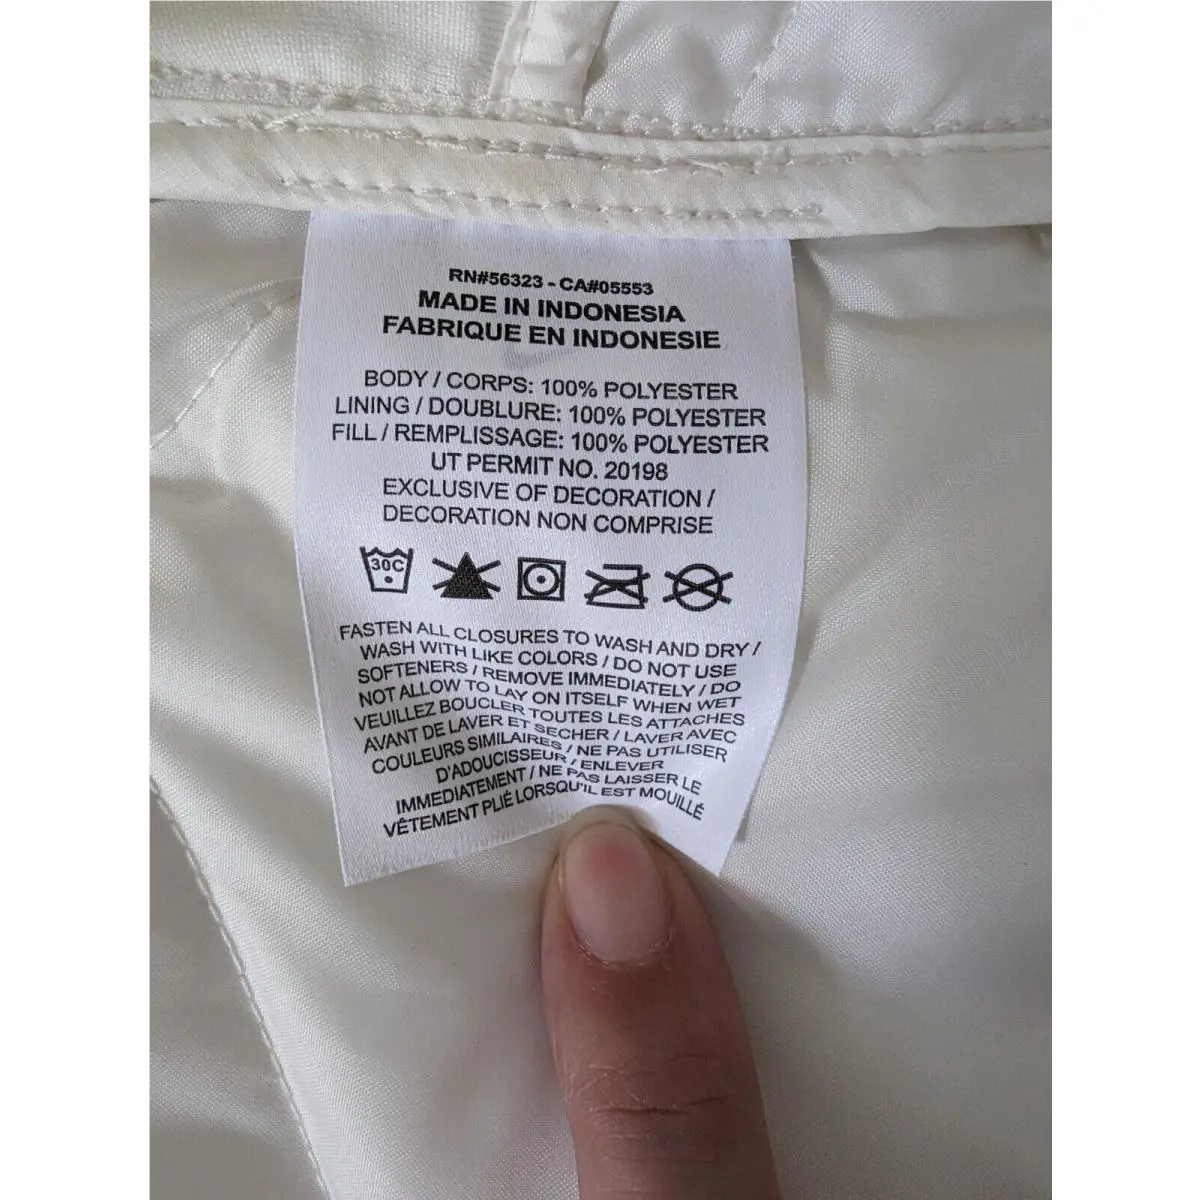 RN#56323 - CA#05553
MADE IN INDONESIA
FABRIQUE EN INDONESIE
BODY / CORPS: 100% POLYESTER
LINING / DOUBLURE: 100% POLYESTER
FILL / REMPLISSAGE: 100% POLYESTER
UT PERMIT NO. 20198
EXCLUSIVE OF DECORATION /
DECORATION NON COMPRISE
30C
FASTEN ALL CLOSURES TO WASH AND DRY /
WASH WITH LIKE COLORS / DO NOT USE
SOFTENERS / REMOVE IMMEDIATELY / DO
NOT ALLOW TO LAY ON ITSELF WHEN WET
VEUILLEZ BOUCLER TOUTES LES ATTACHES
AVANT DE LAVER ET SECHER / LAVER AVEC
COULEURS SIMILAIRES / NE PAS UTILISER
D'ADOUCISSEUR / ENLEVER
IMMEDIATEMENT / NE PAS LAISSER LE
VÊTEMENT PLIÉ LORSQU'IL EST MOUILLÉ